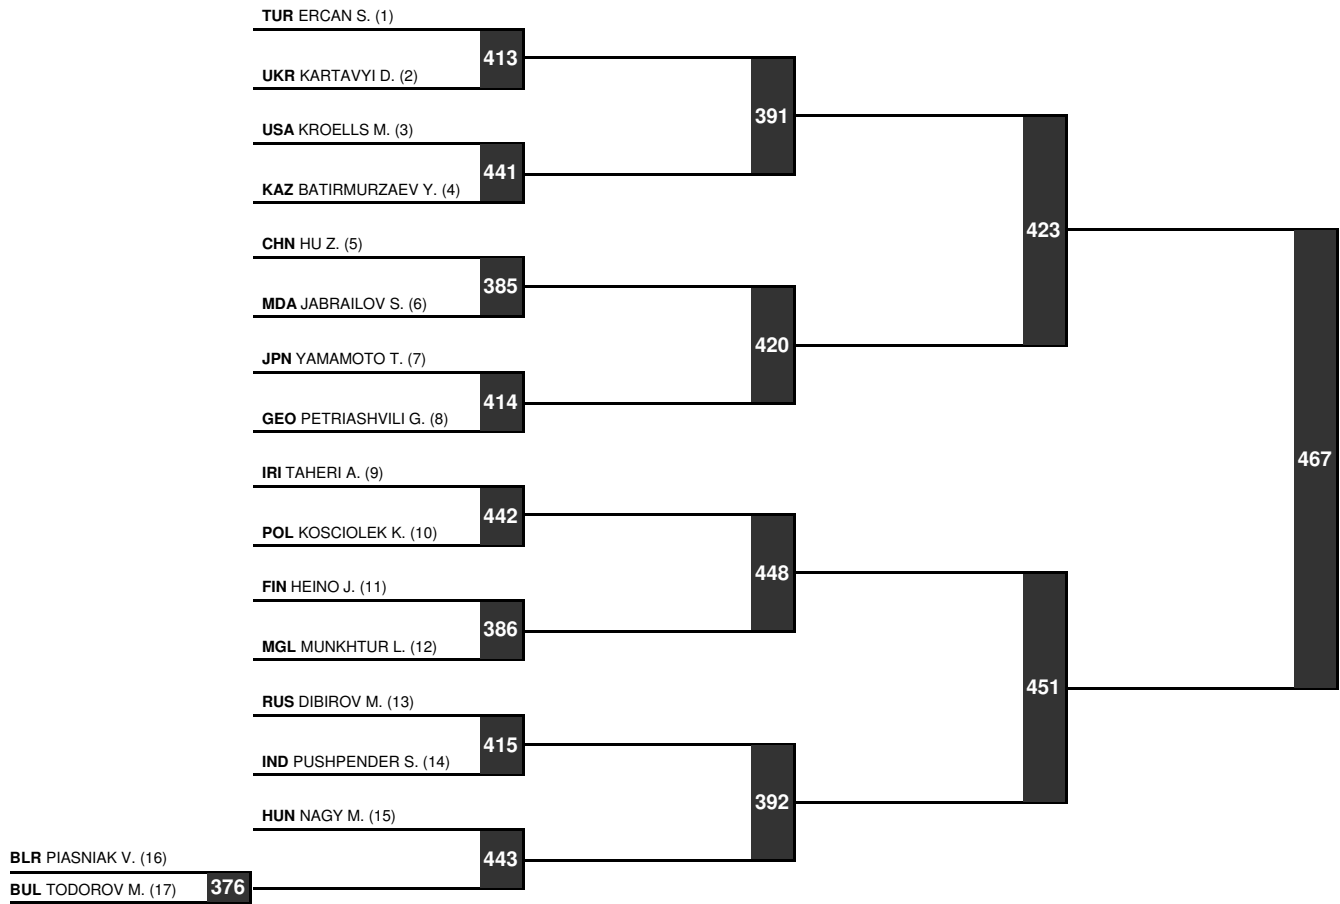 TUR ERCAN S. (1)
413
UKR KARTAVYI D. (2)
391
USA KROELLS M. (3)
441
KAZ BATIRMURZAEV Y. (4)
423
CHN HU Z. (5)
385
MDA JABRAILOV S. (6)
420
JPN YAMAMOTO T. (7)
414
GEO PETRIASHVILI G. (8)
467
IRI TAHERI A. (9)
442
POL KOSCIOLEK K. (10)
448
FIN HEINO J. (11)
386
MGL MUNKHTUR L. (12)
451
RUS DIBIROV M. (13)
415
IND PUSHPENDER S. (14)
392
HUN NAGY M. (15)
443
BLR PIASNIAK V. (16)
BUL TODOROV M. (17) 376